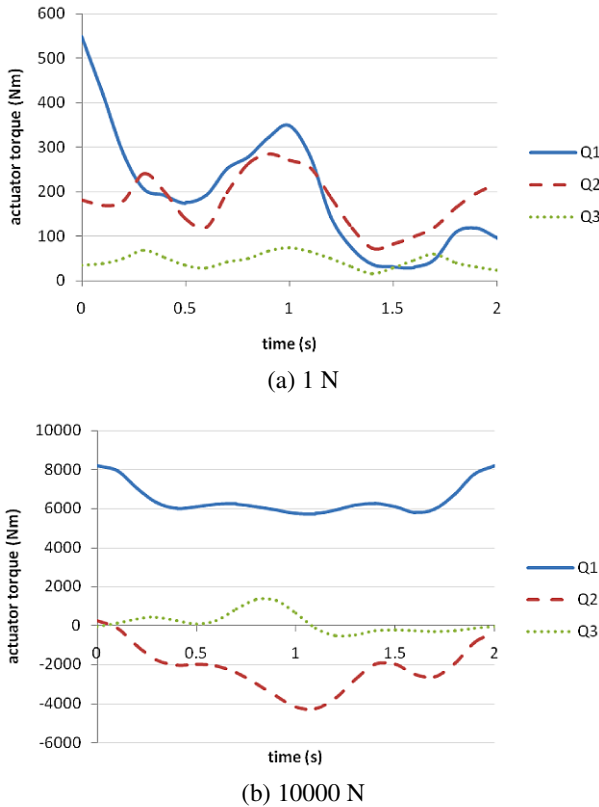 600
500
400
300
200
100
0
actuator torque (Nm)
0 0.5 1 1.5 2
time (s)
Q1
Q2
Q3
(a) 1 N
10000
8000
6000
4000
2000
0
-2000
-4000
-6000
actuator torque (Nm)
0 0.5 1 1.5 2
time (s)
Q1
Q2
Q3
(b) 10000 N